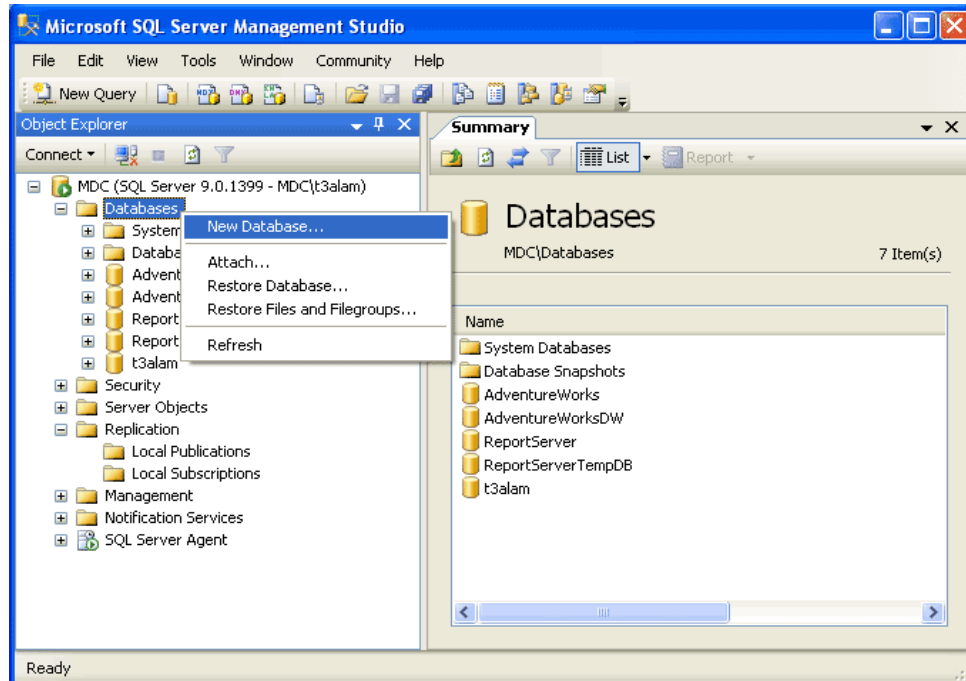 Microsoft SQL Server Management Studio
File Edit View Tools Window Community Help
New Query
Object Explorer
Connect
MDC (SQL Server 9.0.1399 - MDC\t3alam)
Databases
System
Databa
Advent
Advent
Report
Report
t3alam
Security
Server Objects
Replication
Local Publications
Local Subscriptions
Management
Notification Services
SQL Server Agent
New Database...
Attach...
Restore Database...
Restore Files and Filegroups...
Refresh
Summary
List Report
Databases
MDC\Databases 7 Item(s)
Name
System Databases
Database Snapshots
AdventureWorks
AdventureWorksDW
ReportServer
ReportServerTempDB
t3alam
Ready